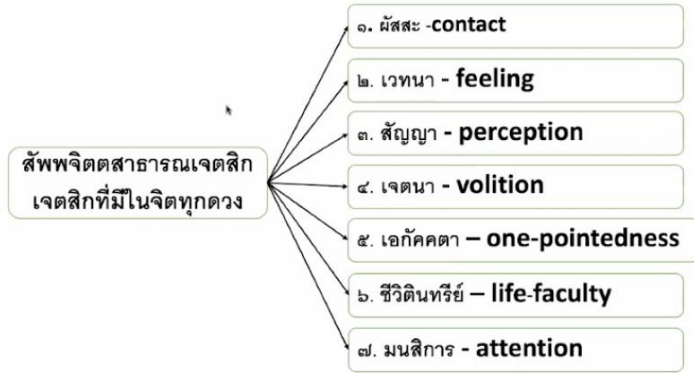 สัพพจิตตสาธารณเจตสิก
เจตสิกที่มีในจิตทุกดวง
๑. ผัสสะ -contact
๒. เวทนา - feeling
๓. สัญญา - perception
๔. เจตนา - volition
๕. เอกัคคตา – one-pointedness
๖. ชีวิตินทรีย์ – life-faculty
๗. มนสิการ - attention